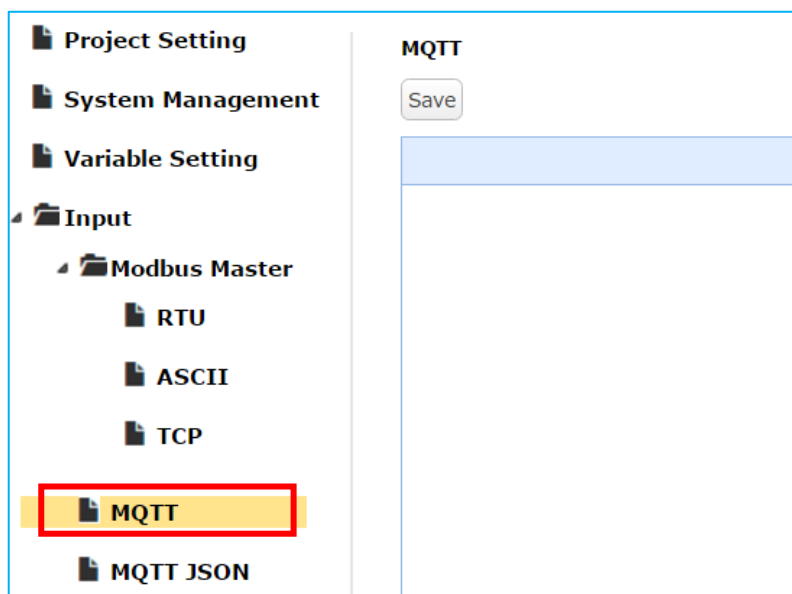 Project Setting
System Management
Variable Setting
Input
Modbus Master
RTU
ASCII
TCP
MQTT
MQTT JSON
MQTT
Save